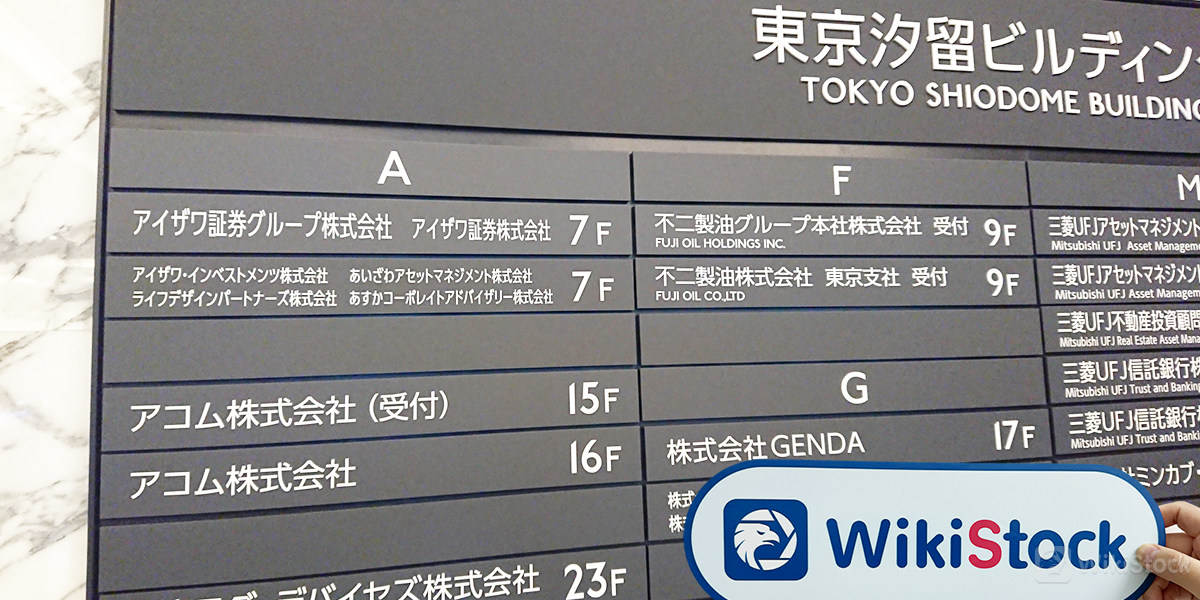 東京汐留ビルディン
TOKYO SHIODOME BUILDING
A
アイザワ証券グループ株式会社 アイザワ証券株式会社 7F
アイザワ・インベストメンツ株式会社 あいざわアセットマネジメント株式会社
ライフデザインパートナーズ株式会社 あすかコーポレイトアドバイザリー株式会社 7F
アコム株式会社(受付) 15F
アコム株式会社 16F
デバイセズ株式会社 23F
F
不二製油グループ本社株式会社 受付 9F
FUJI OIL HOLDINGS INC.
不二製油株式会社 東京支社 受付 9F
FUJI OIL CO.,LTD
G
株式会社GENDA 17F
株式
株
M
三菱UFJアセットマネジメント
Mitsubishi UFJ Asset Managem
三菱UFJアセットマネジメン
Mitsubishi UFJ Asset Managem
三菱UFJ不動産投資顧問
Mitsubishi UFJ Real Estate Asset Mana
三菱UFJ信託銀行株
Mitsubishi UFJ Trust and Banking
三菱UFJ信託銀行
Mitsubishi UFJ Trust and Banki
ミンカブ・
WikiStock
WikiStock